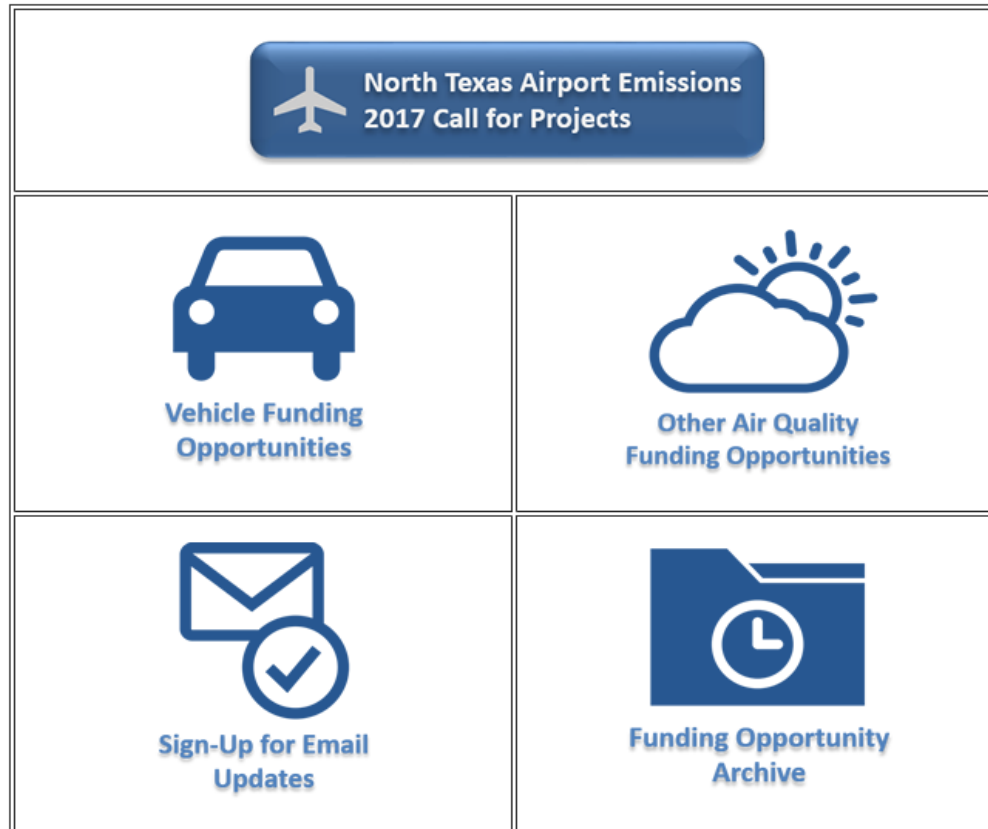 North Texas Airport Emissions
2017 Call for Projects
Vehicle Funding
Opportunities
Other Air Quality
Funding Opportunities
Sign-Up for Email
Updates
Funding Opportunity
Archive